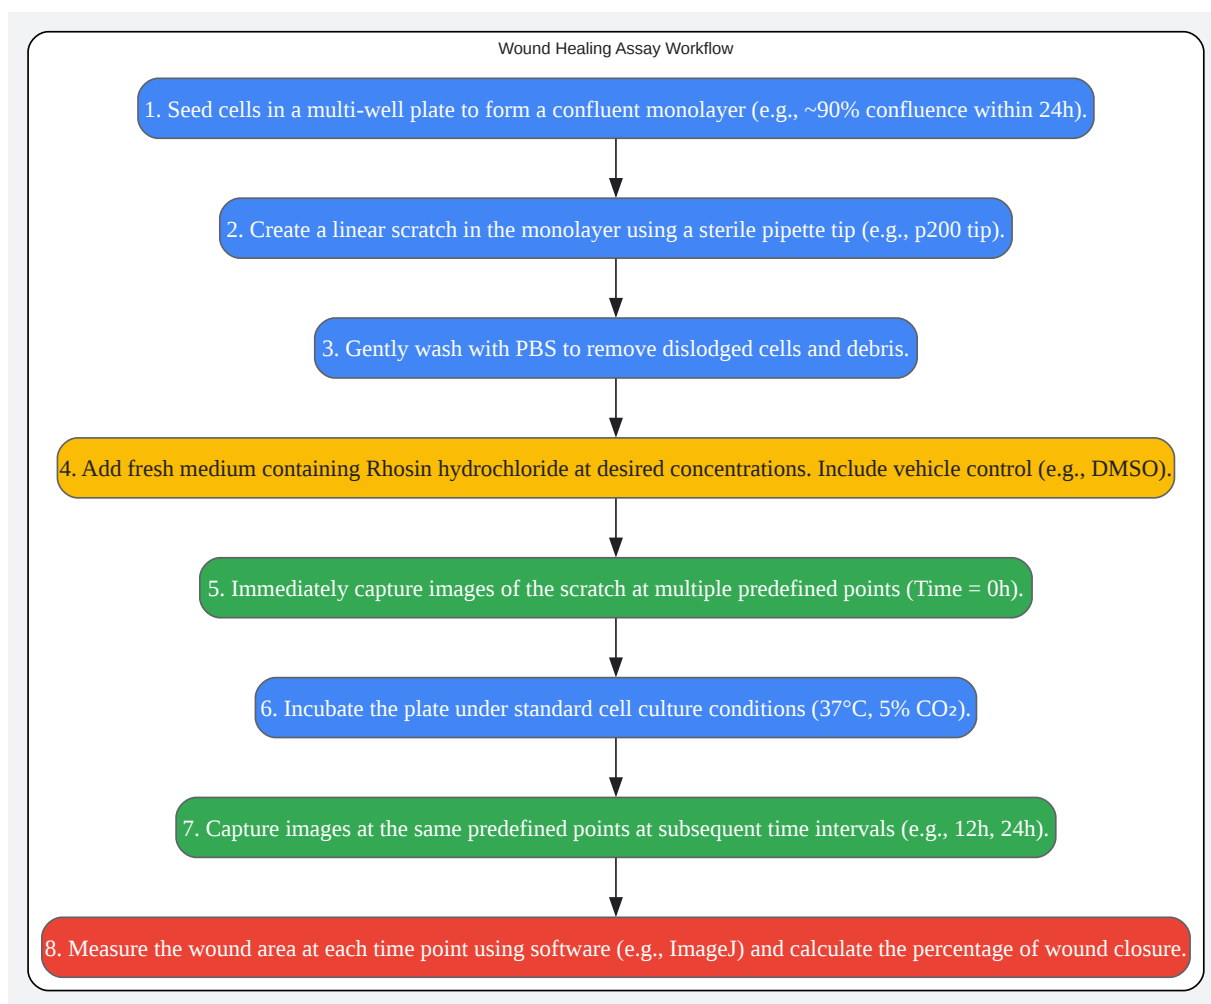 Wound Healing Assay Workflow
1. Seed cells in a multi-well plate to form a confluent monolayer (e.g., ~90% confluence within 24h).
2. Create a linear scratch in the monolayer using a sterile pipette tip (e.g., p200 tip).
3. Gently wash with PBS to remove dislodged cells and debris.
4. Add fresh medium containing Rhosin hydrochloride at desired concentrations. Include vehicle control (e.g., DMSO).
5. Immediately capture images of the scratch at multiple predefined points (Time = 0h).
6. Incubate the plate under standard cell culture conditions (37°C, 5% CO₂).
7. Capture images at the same predefined points at subsequent time intervals (e.g., 12h, 24h).
8. Measure the wound area at each time point using software (e.g., ImageJ) and calculate the percentage of wound closure.